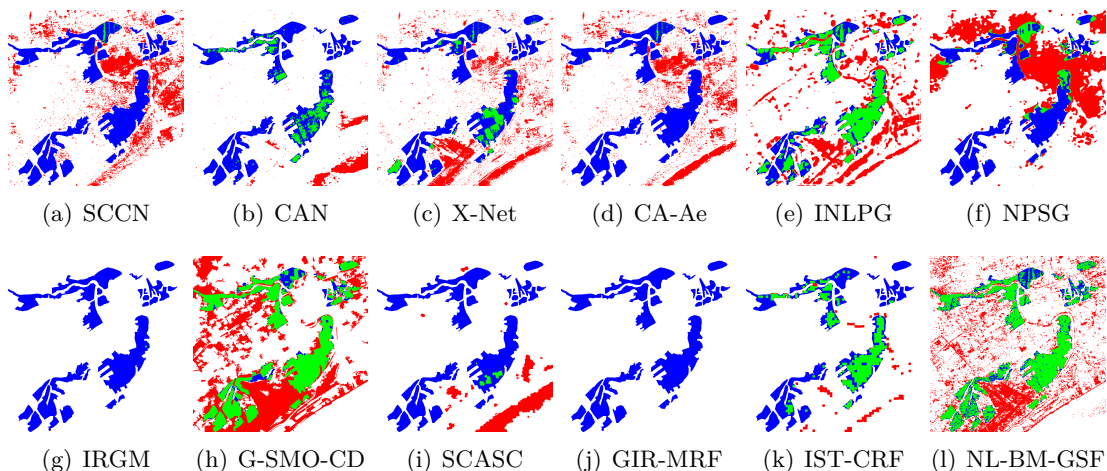 (a) SCCN (b) CAN (c) X-Net (d) CA-Ae (e) INLPG (f) NPSG
(g) IRGM (h) G-SMO-CD (i) SCASC (j) GIR-MRF (k) IST-CRF (l) NL-BM-GSF